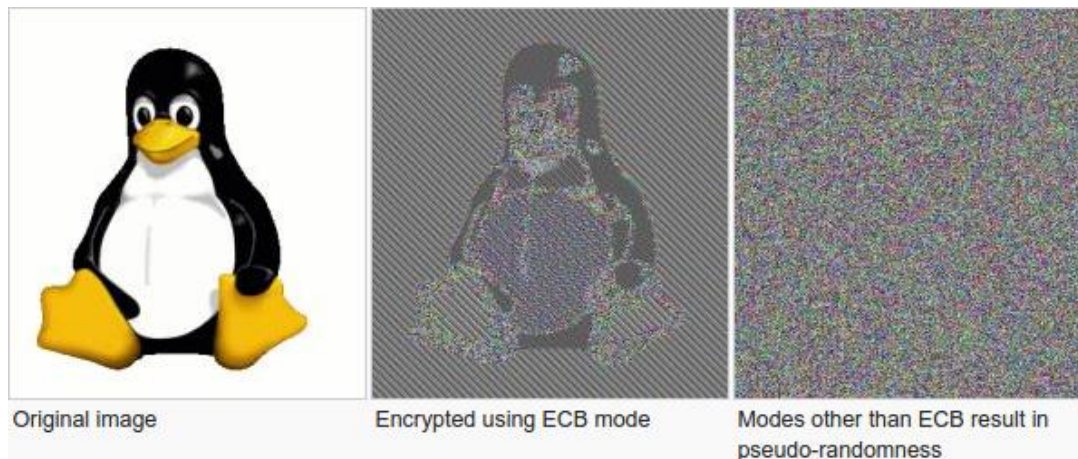 Original image
Encrypted using ECB mode
Modes other than ECB result in
pseudo-randomness